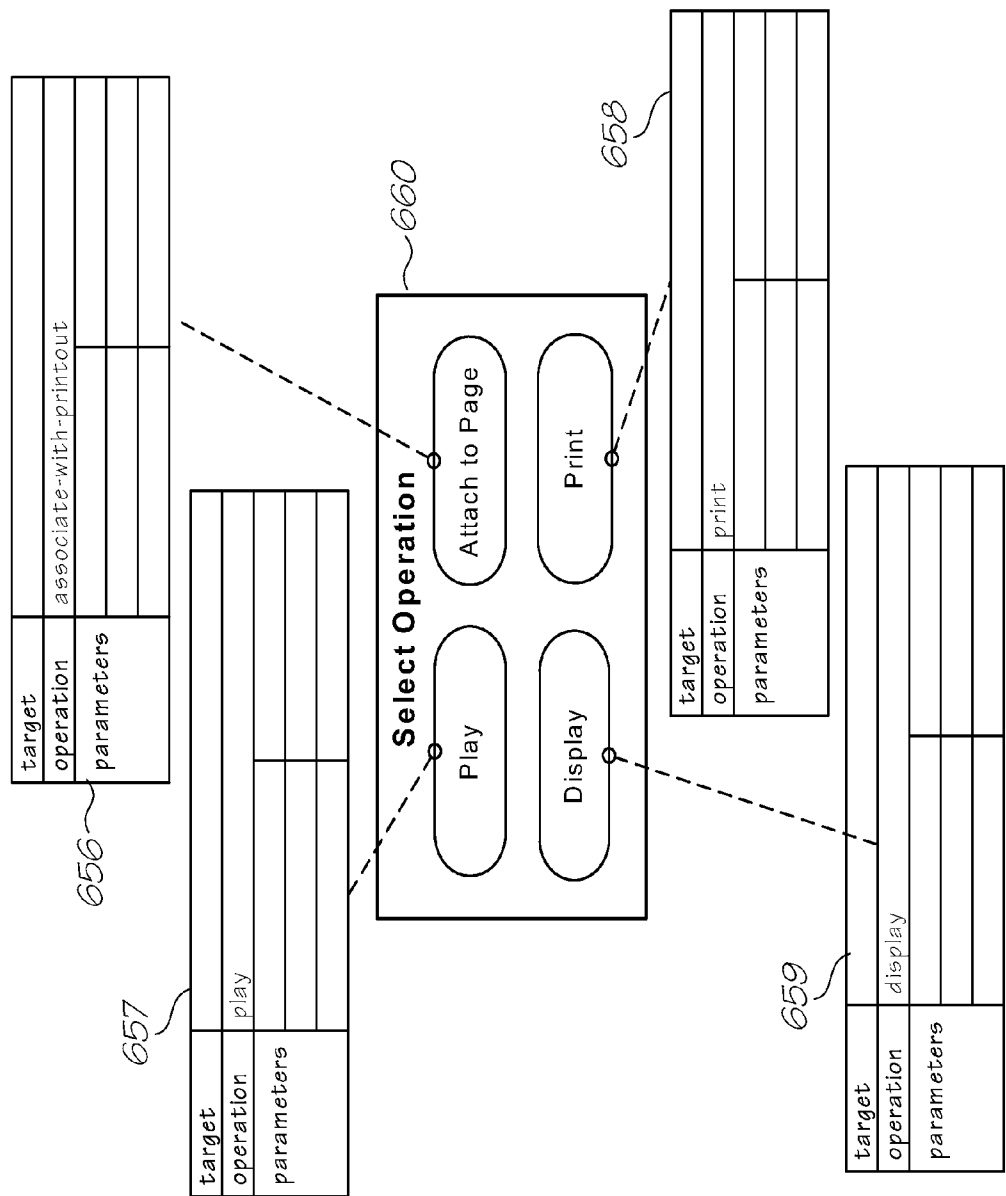 656
target
operation associate-with-printout
parameters
657
target
operation play
parameters
660
Select Operation
Play Attach to Page
Display Print
658
target
operation print
parameters
659
target
operation display
parameters